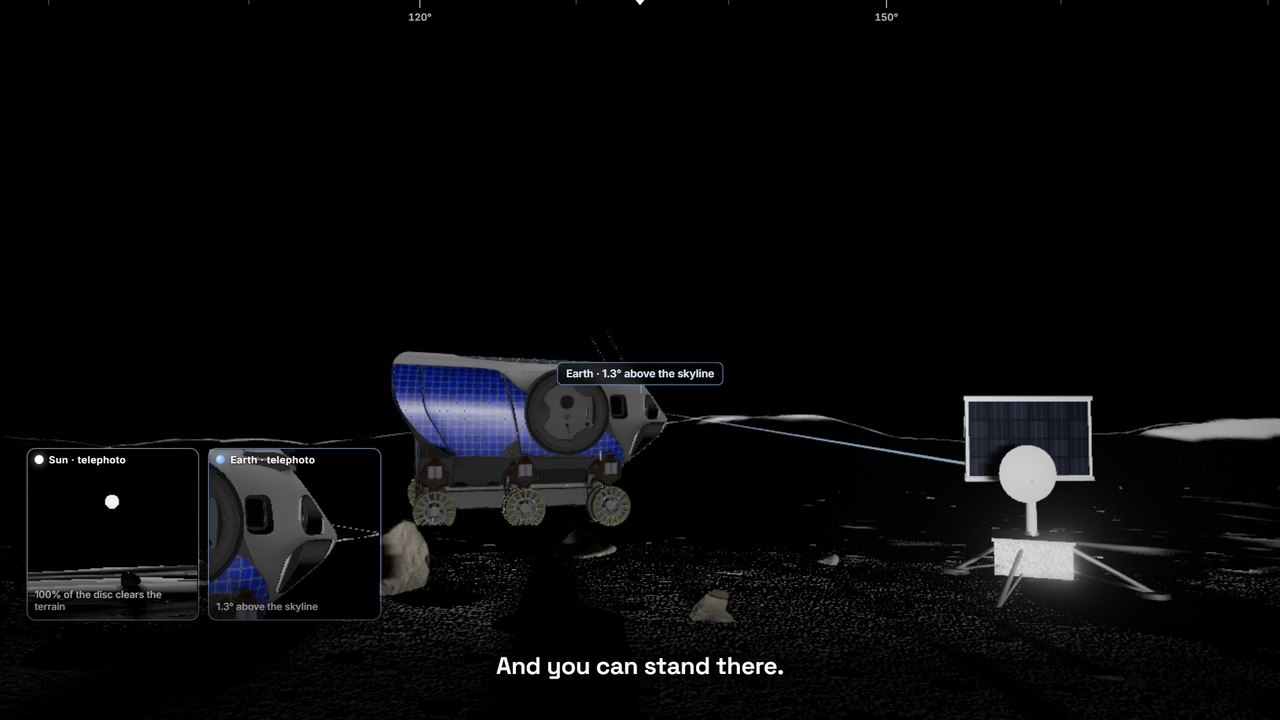 120°
150°
Earth · 1.3° above the skyline
Sun · telephoto
100% of the disc clears the
terrain
Earth · telephoto
1.3° above the skyline
And you can stand there.